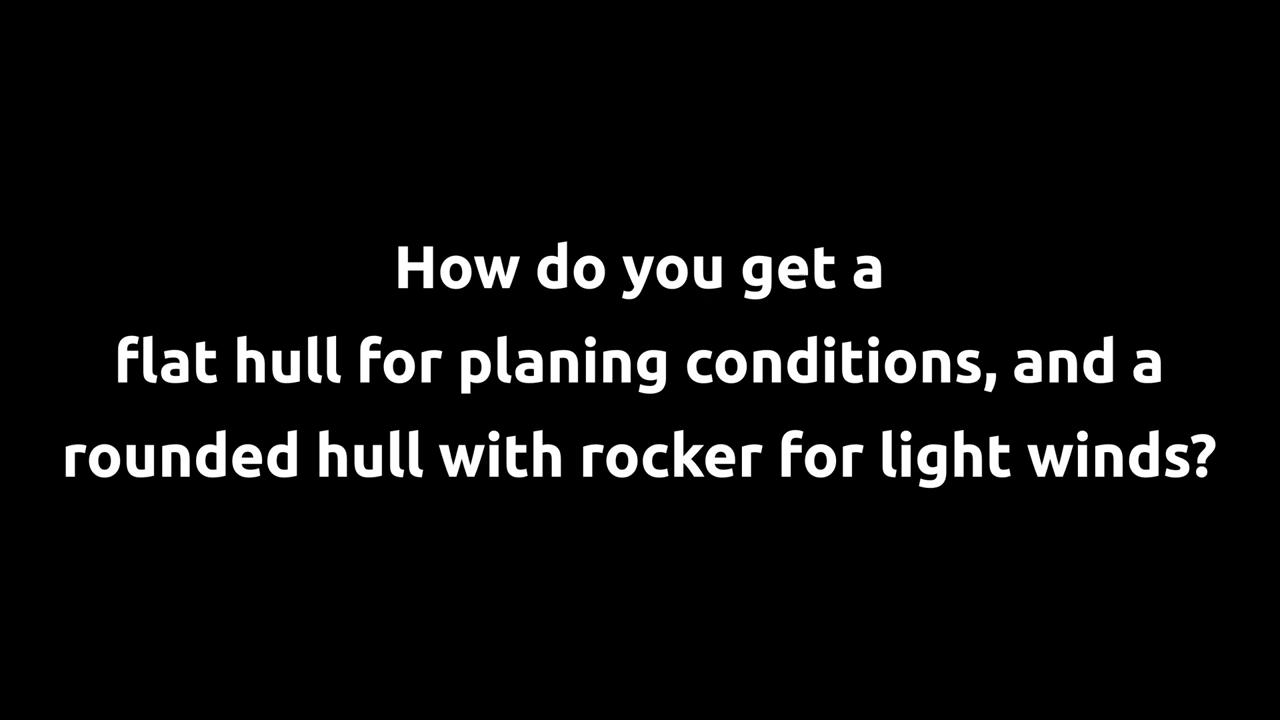 How do you get a
flat hull for planing conditions, and a
rounded hull with rocker for light winds?